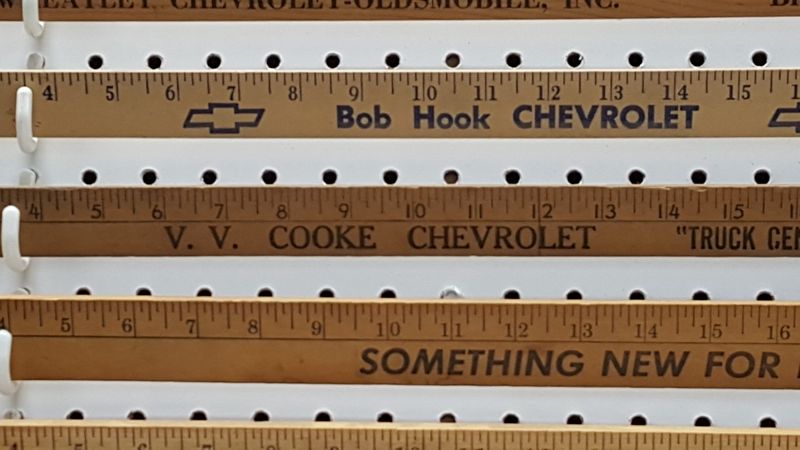 EATLEY CHEVROLET-OLDSMOBILE, INC.
4 5 6 7 8 9 10 11 12 13 14 15
Bob Hook CHEVROLET
4 5 6 7 8 9 10 11 12 13 14 15
V. V. COOKE CHEVROLET "TRUCK CEN
5 6 7 8 9 10 11 12 13 14 15 16
SOMETHING NEW FOR